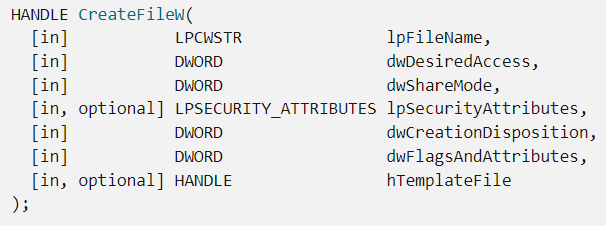 HANDLE CreateFileW(
  [in]           LPCWSTR               lpFileName,
  [in]           DWORD                 dwDesiredAccess,
  [in]           DWORD                 dwShareMode,
  [in, optional] LPSECURITY_ATTRIBUTES lpSecurityAttributes,
  [in]           DWORD                 dwCreationDisposition,
  [in]           DWORD                 dwFlagsAndAttributes,
  [in, optional] HANDLE                hTemplateFile
);